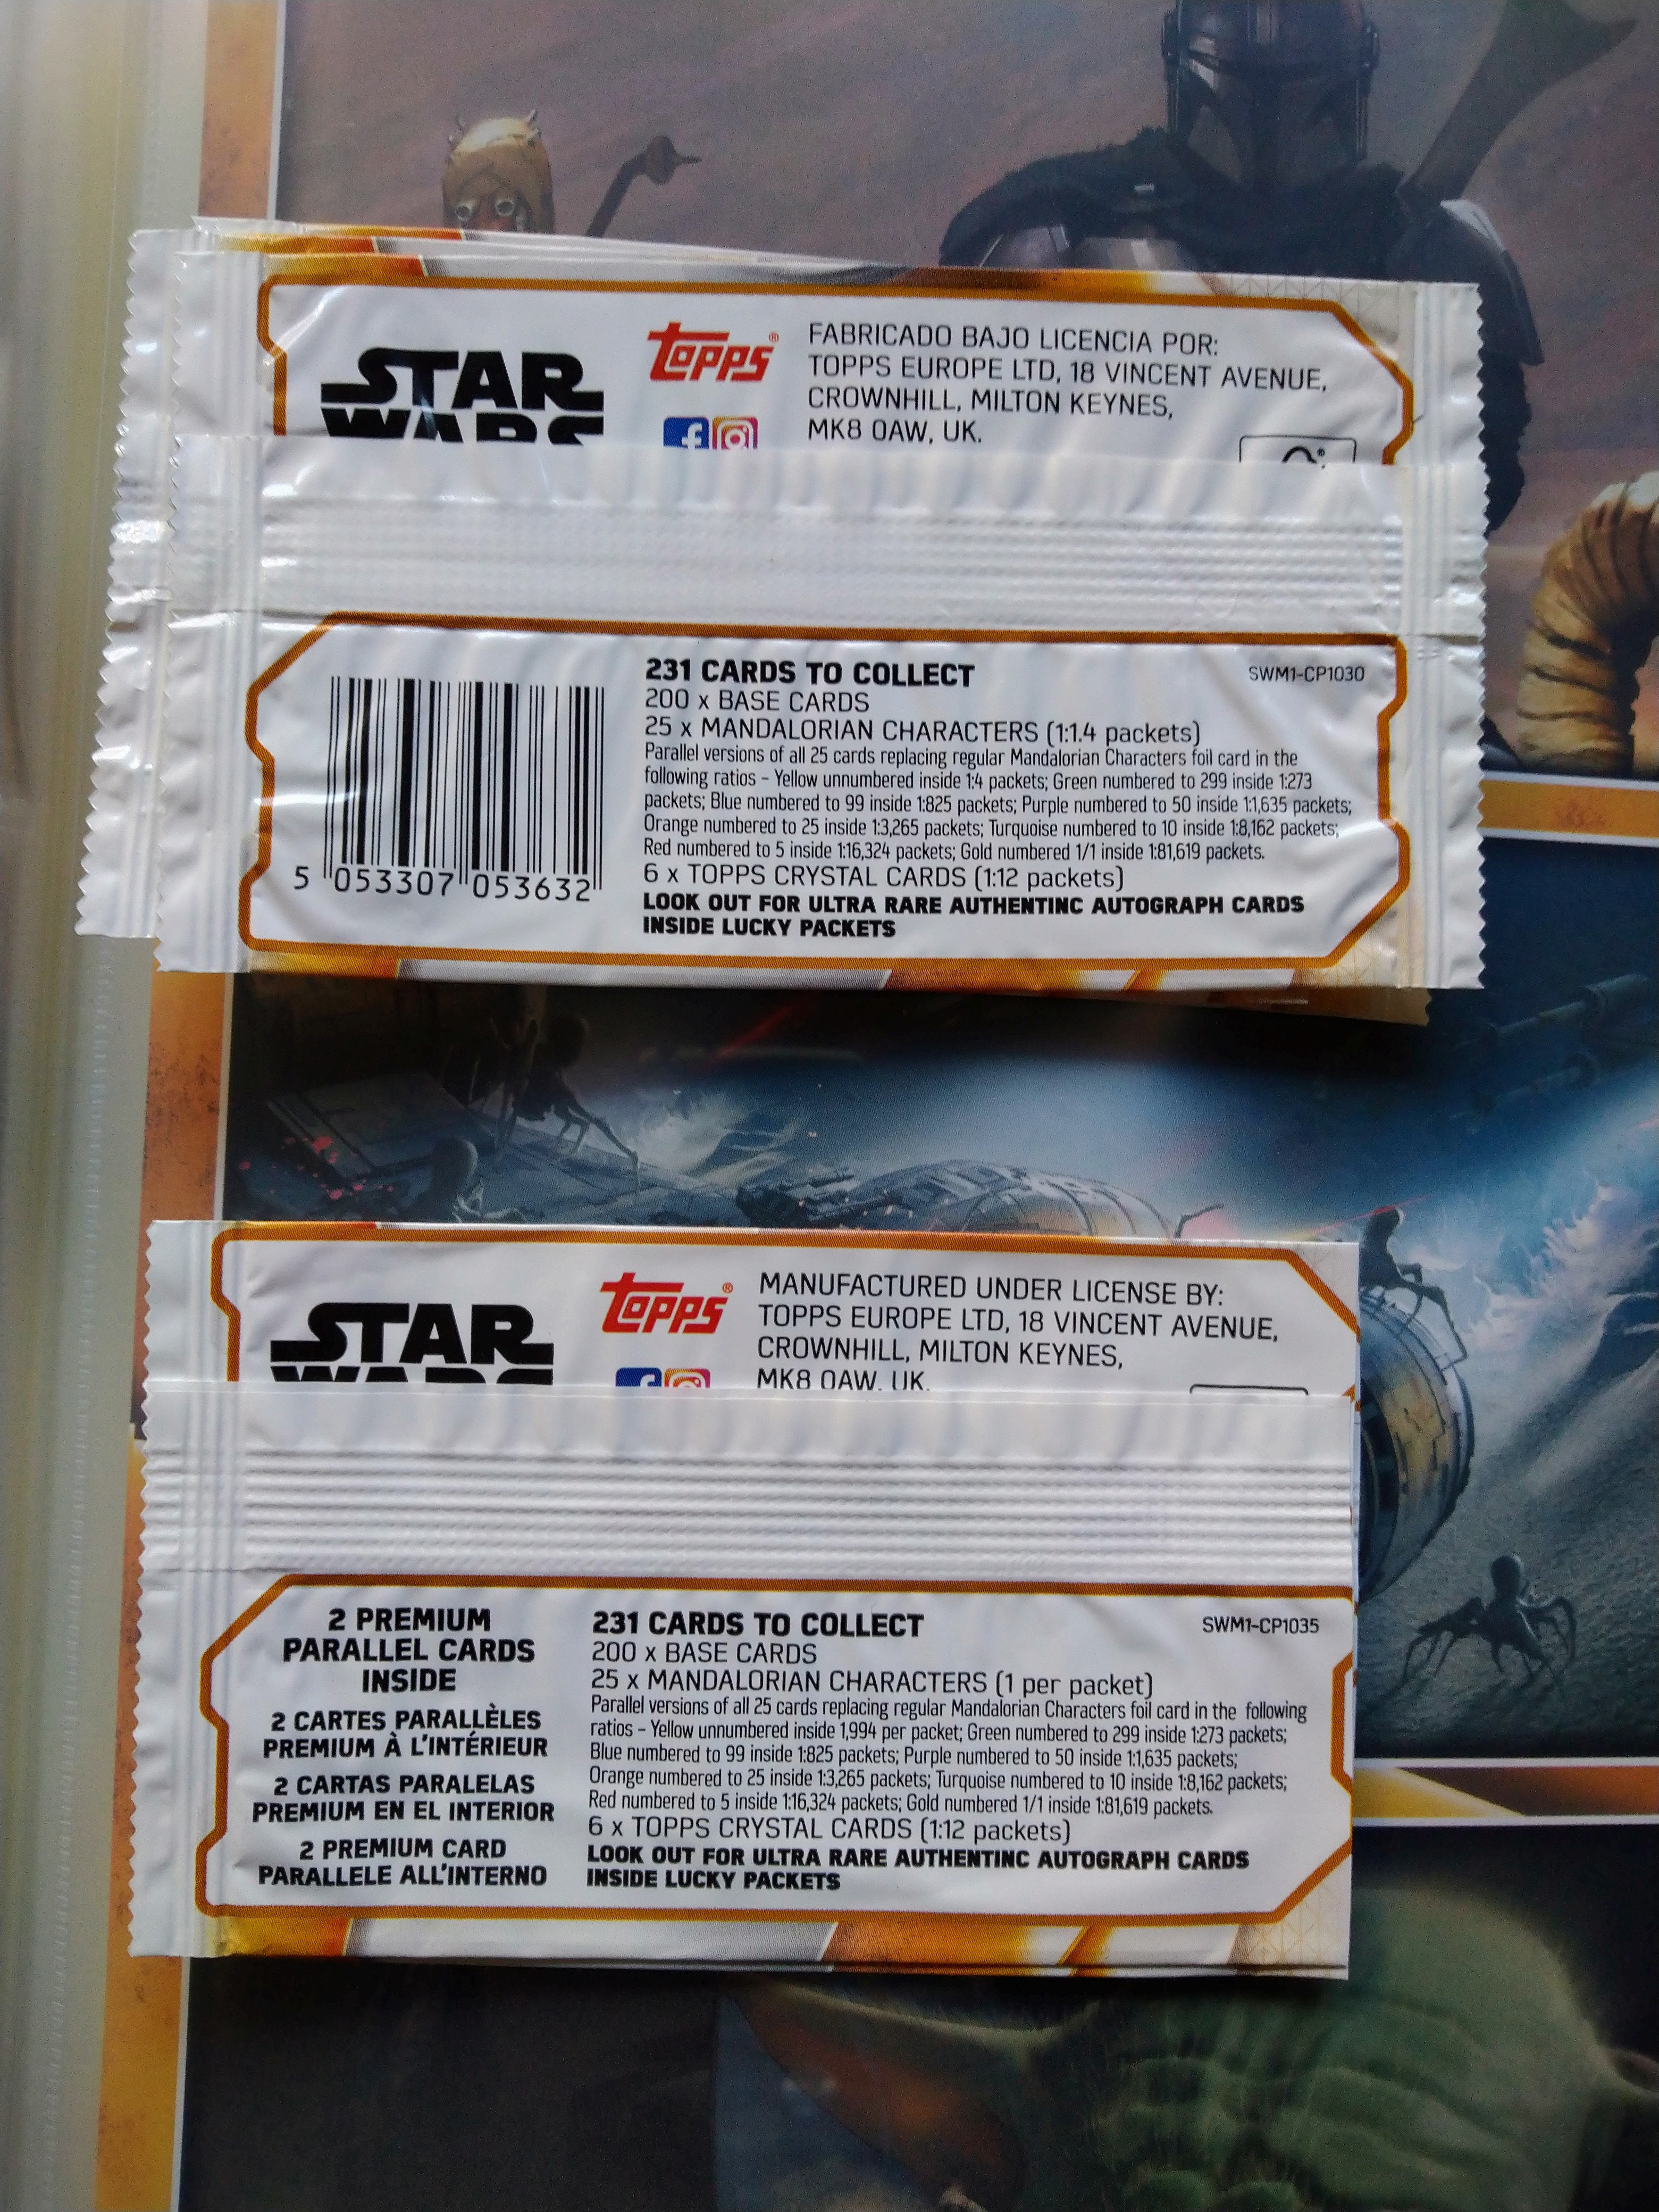 STAR
WARS
Topps®
FABRICADO BAJO LICENCIA POR:
TOPPS EUROPE LTD, 18 VINCENT AVENUE,
CROWNHILL, MILTON KEYNES,
MK8 0AW, UK.
5 053307 053632
231 CARDS TO COLLECT
SWM1-CP1030
200 x BASE CARDS
25 x MANDALORIAN CHARACTERS (1:1.4 packets)
Parallel versions of all 25 cards replacing regular Mandalorian Characters foil card in the
following ratios – Yellow unnumbered inside 1:4 packets; Green numbered to 299 inside 1:273
packets; Blue numbered to 99 inside 1:825 packets; Purple numbered to 50 inside 1:1,635 packets;
Orange numbered to 25 inside 1:3,265 packets; Turquoise numbered to 10 inside 1:8,162 packets;
Red numbered to 5 inside 1:16,324 packets; Gold numbered 1/1 inside 1:81,619 packets.
6 x TOPPS CRYSTAL CARDS (1:12 packets)
LOOK OUT FOR ULTRA RARE AUTHENTINC AUTOGRAPH CARDS
INSIDE LUCKY PACKETS
STAR
WARS
Topps®
MANUFACTURED UNDER LICENSE BY:
TOPPS EUROPE LTD, 18 VINCENT AVENUE,
CROWNHILL, MILTON KEYNES,
MK8 0AW, UK.
2 PREMIUM
PARALLEL CARDS
INSIDE
2 CARTES PARALLÈLES
PREMIUM À L'INTÉRIEUR
2 CARTAS PARALELAS
PREMIUM EN EL INTERIOR
2 PREMIUM CARD
PARALLELE ALL'INTERNO
231 CARDS TO COLLECT
SWM1-CP1035
200 x BASE CARDS
25 x MANDALORIAN CHARACTERS (1 per packet)
Parallel versions of all 25 cards replacing regular Mandalorian Characters foil card in the following
ratios – Yellow unnumbered inside 1,994 per packet; Green numbered to 299 inside 1:273 packets;
Blue numbered to 99 inside 1:825 packets; Purple numbered to 50 inside 1:1,635 packets;
Orange numbered to 25 inside 1:3,265 packets; Turquoise numbered to 10 inside 1:8,162 packets;
Red numbered to 5 inside 1:16,324 packets; Gold numbered 1/1 inside 1:81,619 packets.
6 x TOPPS CRYSTAL CARDS (1:12 packets)
LOOK OUT FOR ULTRA RARE AUTHENTINC AUTOGRAPH CARDS
INSIDE LUCKY PACKETS